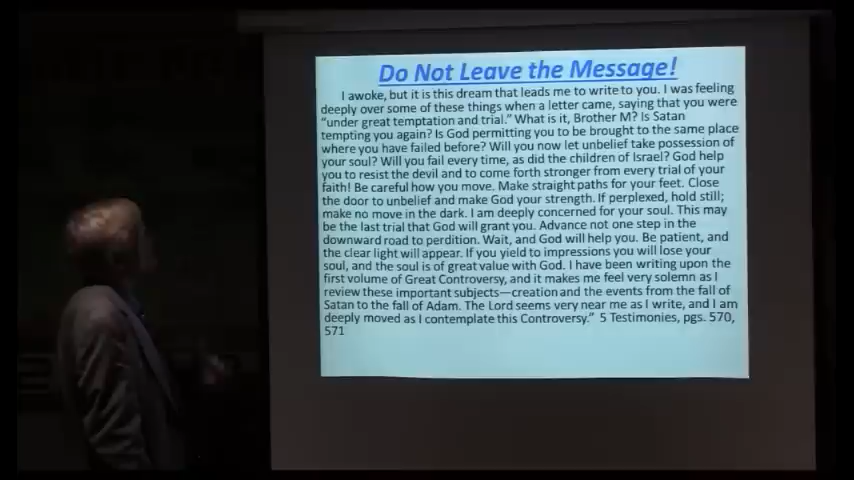 Do Not Leave the Message!
I awoke, but it is this dream that leads me to write to you. I was feeling
deeply over some of these things when a letter came, saying that you were
“under great temptation and trial.” What is it, Brother M? Is Satan
tempting you again? Is God permitting you to be brought to the same place
where you have failed before? Will you now let unbelief take possession of
your soul? Will you fail every time, as did the children of Israel? God help
you to resist the devil and to come forth stronger from every trial of your
faith! Be careful how you move. Make straight paths for your feet. Close
the door to unbelief and make God your strength. If perplexed, hold still;
make no move in the dark. I am deeply concerned for your soul. This may
be the last trial that God will grant you. Advance not one step in the
downward road to perdition. Wait, and God will help you. Be patient, and
the clear light will appear. If you yield to impressions you will lose your
soul, and the soul is of great value with God. I have been writing upon the
first volume of Great Controversy, and it makes me feel very solemn as I
review these important subjects—creation and the events from the fall of
Satan to the fall of Adam. The Lord seems very near me as I write, and I am
deeply moved as I contemplate this Controversy.” 5 Testimonies, pgs. 570,
571